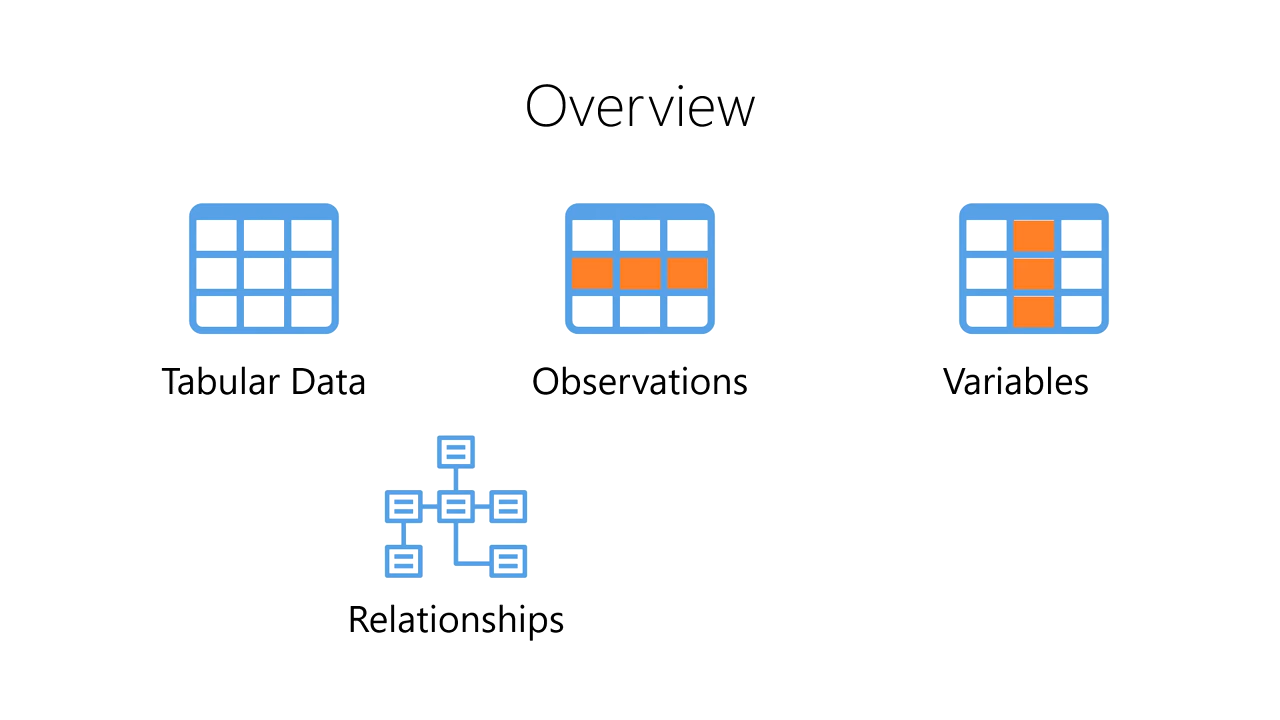 Overview
Tabular Data
Observations
Variables
Relationships